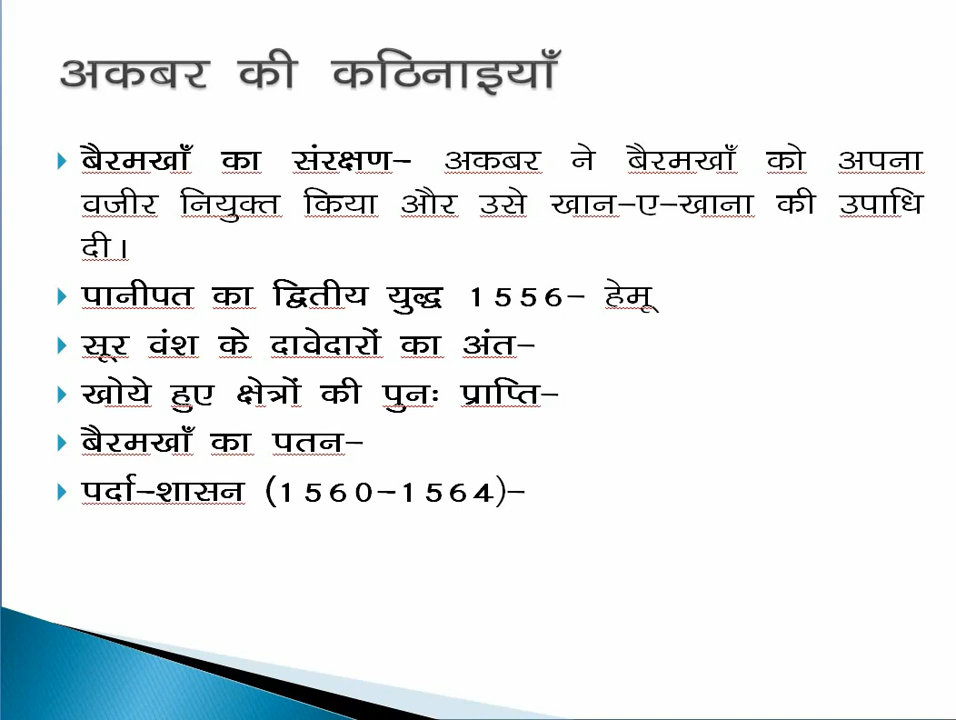 अकबर की कठिनाइयाँ
बैरमखाँ का संरक्षण- अकबर ने बैरमखाँ को अपना
वजीर नियुक्त किया और उसे खान-ए-खाना की उपाधि
दी।
पानीपत का द्वितीय युद्ध 1556- हेमू
सूर वंश के दावेदारों का अंत-
खोये हुए क्षेत्रों की पुनः प्राप्ति-
बैरमखाँ का पतन-
पर्दा-शासन (1560-1564)-